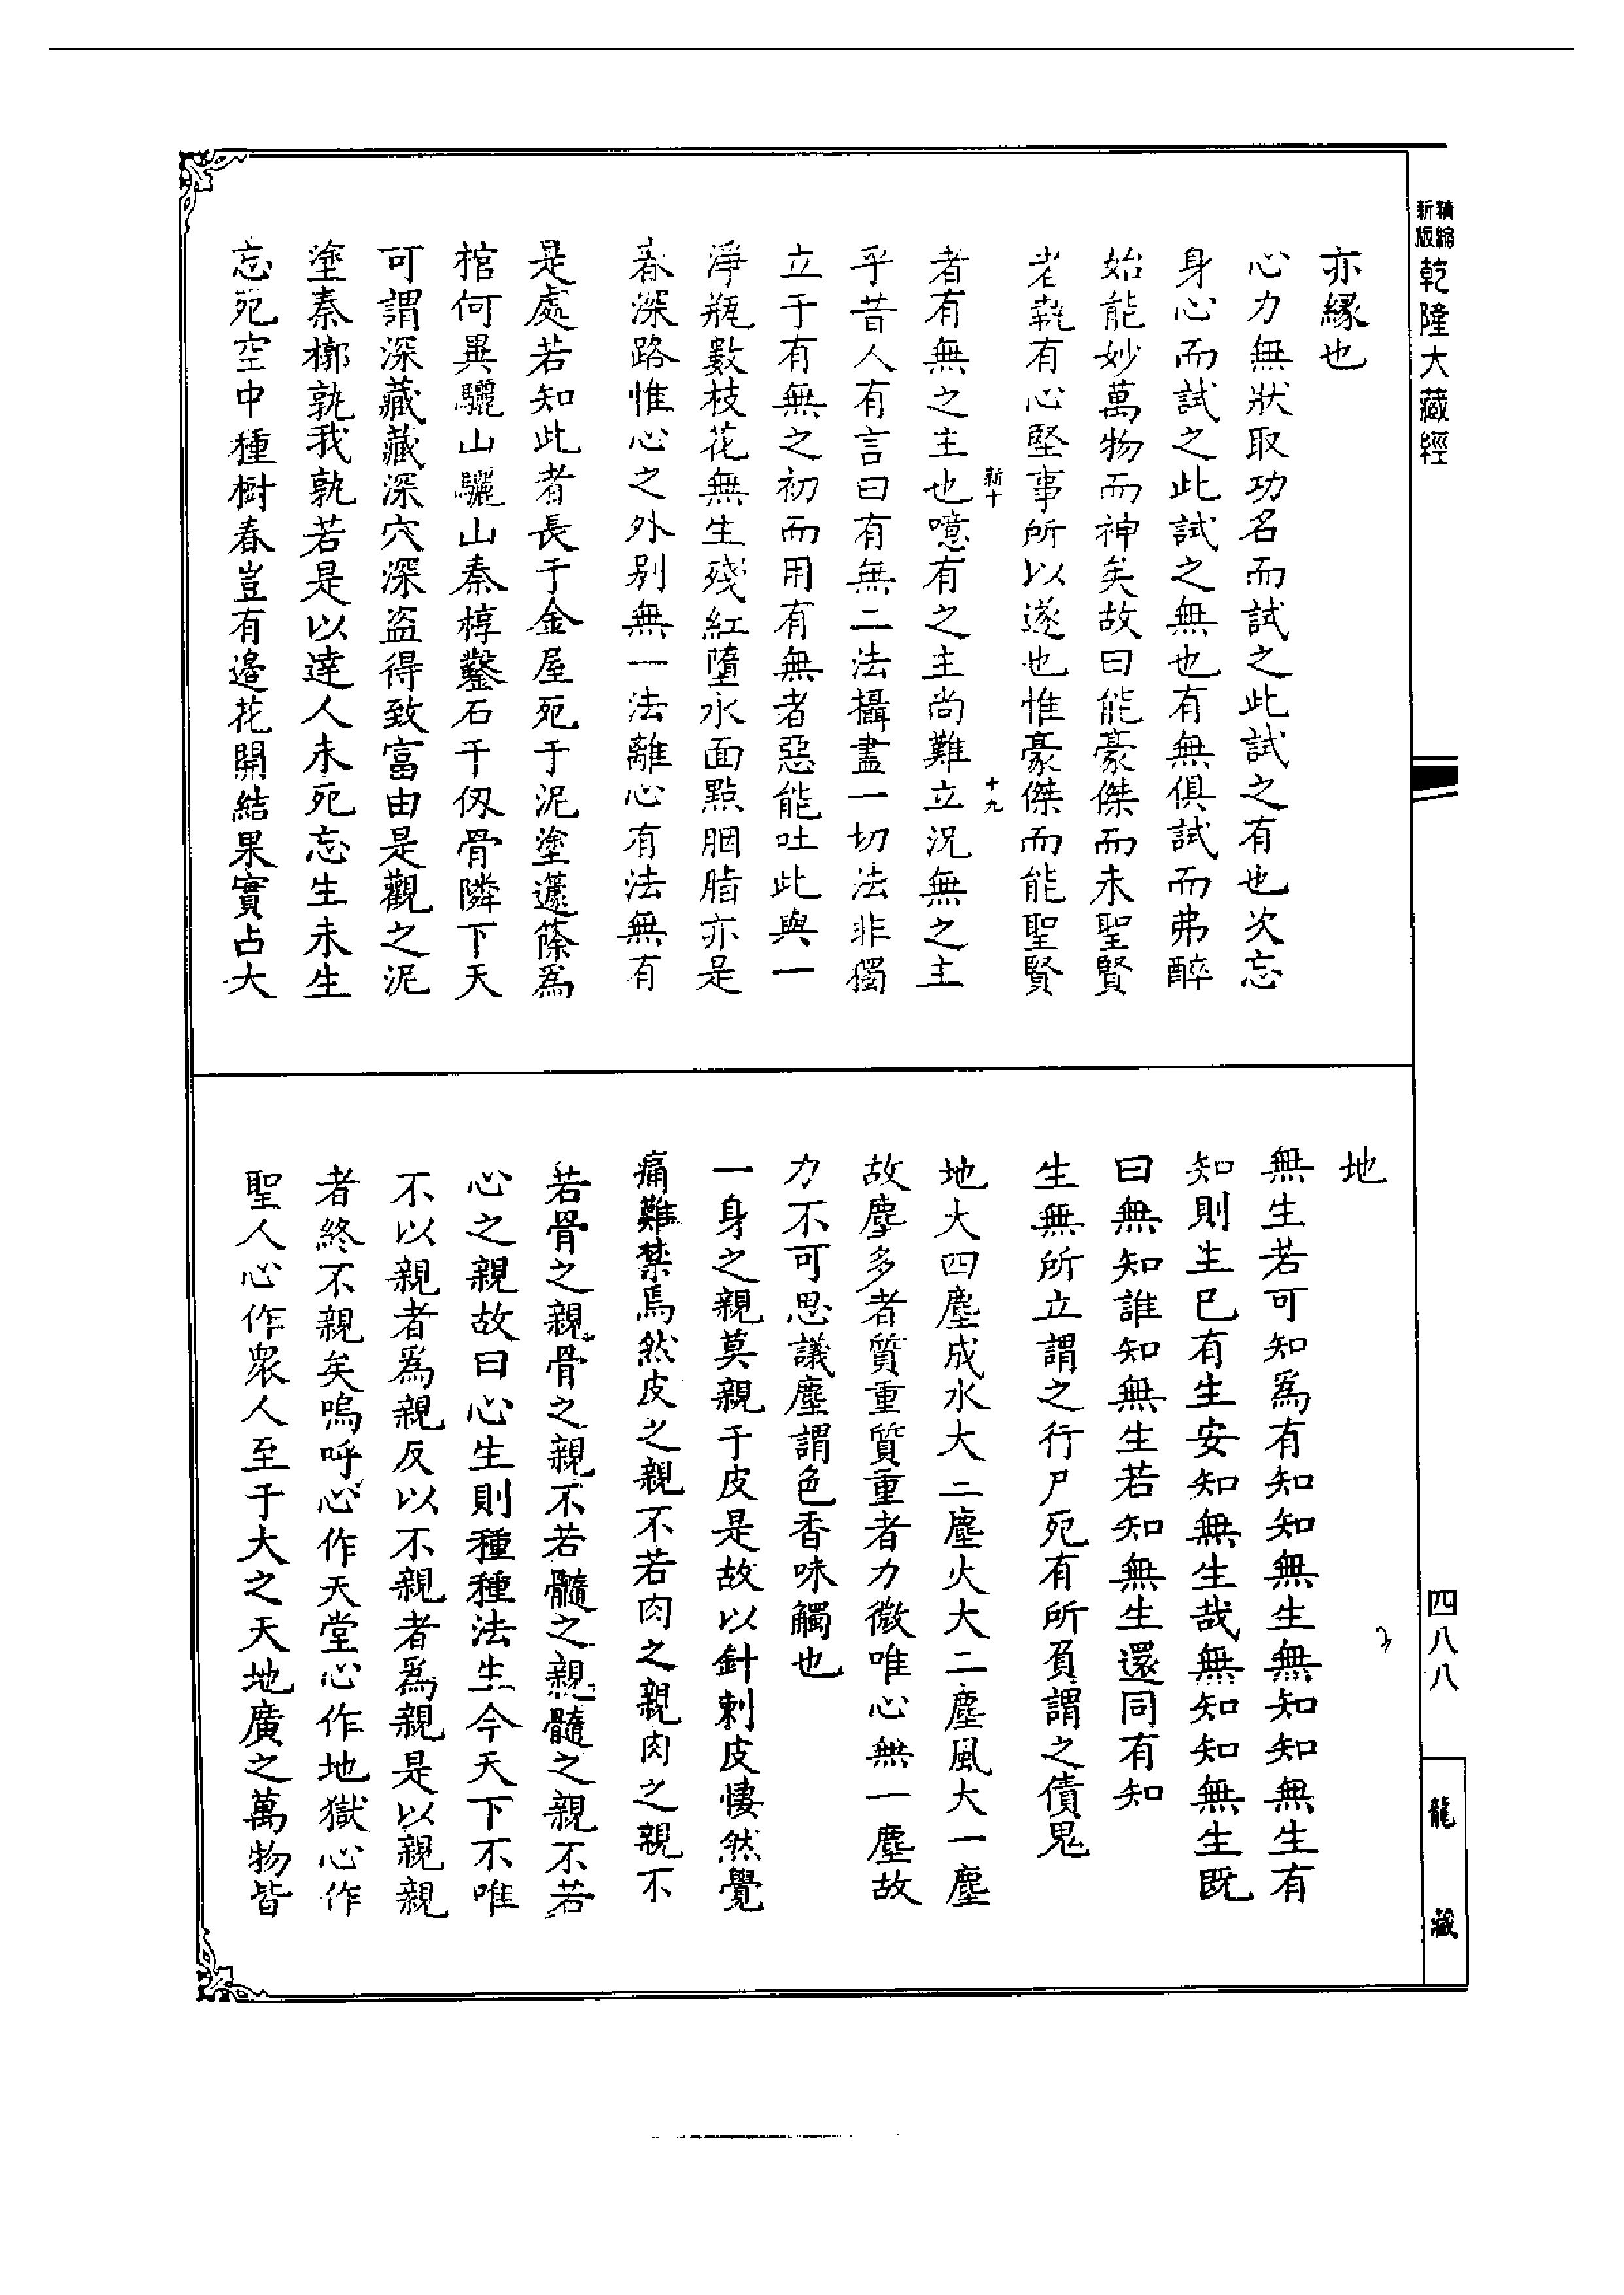 精縮
新版
乾隆大藏經
亦緣也
心力無狀取功名而試之此試之有也次忘
身心而試之此試之無也有無俱試而弗醉
始能妙萬物而神矣故曰能豪傑而未聖賢
者有心堅事所以遂也惟豪傑而能聖賢
新十
十九
者有無之主也噫有之主尚難立況無之主
乎昔人有言曰有無二法攝盡一切法非獨
立于有無之初而用有無者惡能吐此與一
淨瓶數枝花無生殘紅墮水面點胭脂亦是
春深路惟心之外別無一法離心有法無有
是處若知此者長于金屋死于泥塗蘧篨爲
棺何異驪山驪山秦椁鑿石千仭骨隣下天
可謂深藏藏深穴深盜得致富由是觀之泥
塗秦槨孰我孰若是以達人未死忘生未生
忘死空中種樹春豈有邊花開結果實占大
地
無生若可知爲有知知無生無知知無生有
知則生巳有生安知無生哉無知知無生既
曰無知誰知無生若知無生還同有知
生無所立謂之行尸死有所負謂之債鬼
地大四塵成水大二塵火大二塵風大一塵
故塵多者質重質重者力微唯心無一塵故
力不可思議塵謂色香味觸也
一身之親莫親于皮是故以針刺皮悽然覺
痛難禁焉然皮之親不若肉之親肉之親不
若骨之親骨之親不若髓之親髓之親不若
心之親故曰心生則種種法生今天下不唯
不以親者爲親反以不親者爲親是以親親
者終不親矣嗚呼心作天堂心作地獄心作
聖人心作衆人至于大之天地廣之萬物皆
四八八
龍藏